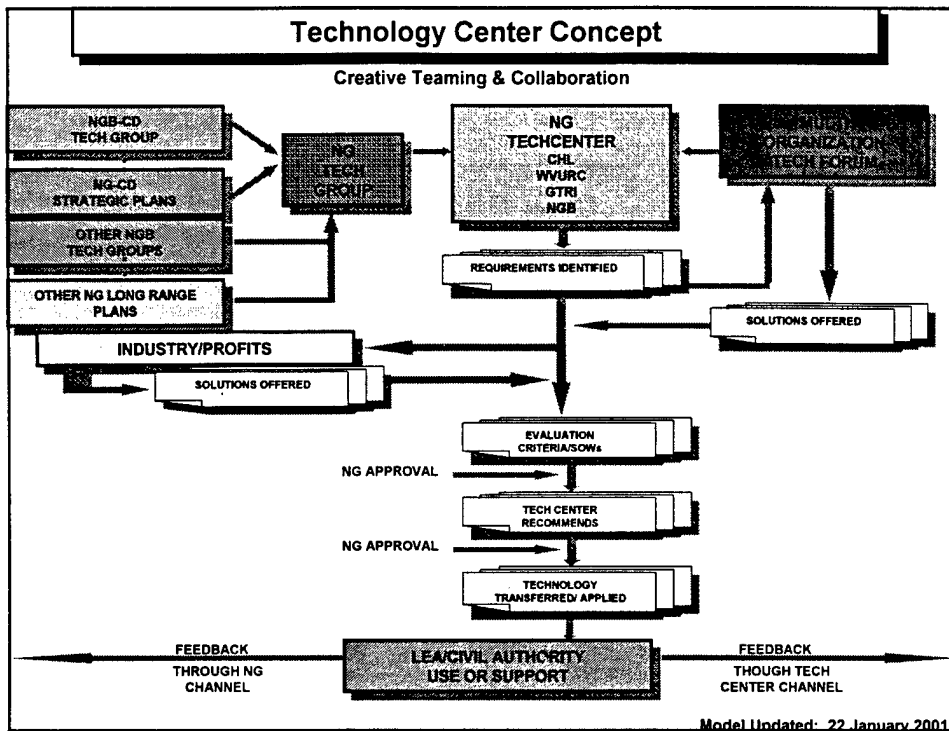 Technology Center Concept
Creative Teaming & Collaboration
NGB-CD
TECH GROUP
NG-CD
STRATEGIC PLANS
OTHER NGB
TECH GROUPS
OTHER NG LONG RANGE
PLANS
NG
TECH
GROUP
NG
TECHCENTER
CHL
WVURC
GTRI
NGB
ORGANIZATION
TECH FORUM
REQUIREMENTS IDENTIFIED
SOLUTIONS OFFERED
INDUSTRY/PROFITS
SOLUTIONS OFFERED
EVALUATION
CRITERIA/SOWs
NG APPROVAL
TECH CENTER
RECOMMENDS
NG APPROVAL
TECHNOLOGY
TRANSFERRED/ APPLIED
FEEDBACK
THROUGH NG
CHANNEL
LEA/CIVIL AUTHORITY
USE OR SUPPORT
FEEDBACK
THOUGH TECH
CENTER CHANNEL
Model Updated: 22 January 2001